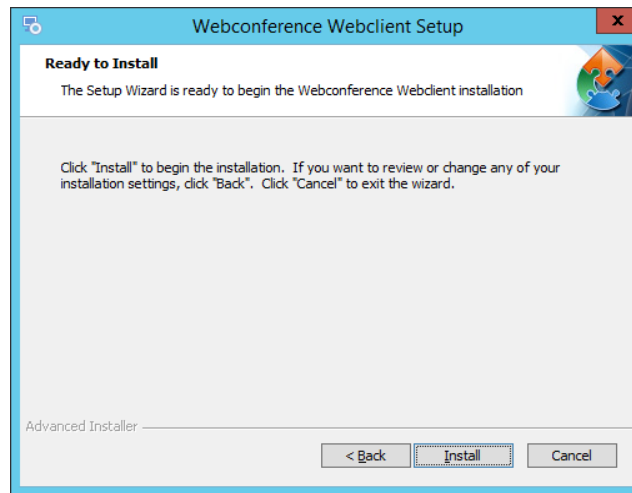 Webconference Webclient Setup
x
Ready to Install
The Setup Wizard is ready to begin the Webconference Webclient installation
Click "Install" to begin the installation. If you want to review or change any of your
installation settings, click "Back". Click "Cancel" to exit the wizard.
Advanced Installer
< Back Install Cancel